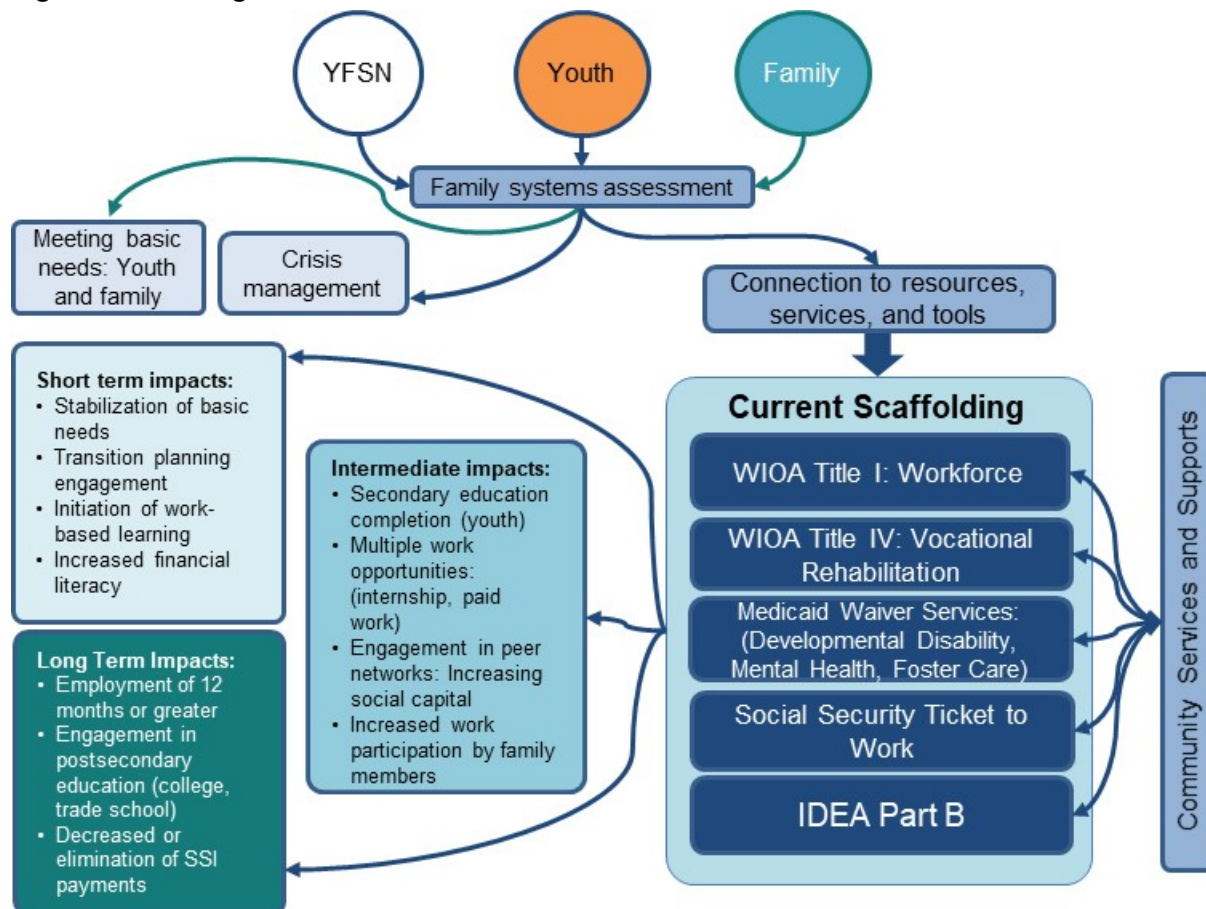 YFSN
Youth
Family
Family systems assessment
Meeting basic
needs: Youth
and family
Crisis
management
Connection to resources,
services, and tools
Short term impacts:
• Stabilization of basic
needs
• Transition planning
engagement
• Initiation of work-
based learning
• Increased financial
literacy
Intermediate impacts:
• Secondary education
completion (youth)
• Multiple work
opportunities:
(internship, paid
work)
• Engagement in peer
networks: Increasing
social capital
• Increased work
participation by family
members
Long Term Impacts:
• Employment of 12
months or greater
• Engagement in
postsecondary
education (college,
trade school)
• Decreased or
elimination of SSI
payments
Current Scaffolding
WIOA Title I: Workforce
WIOA Title IV: Vocational
Rehabilitation
Medicaid Waiver Services:
(Developmental Disability,
Mental Health, Foster Care)
Social Security Ticket to
Work
IDEA Part B
Community Services and Supports